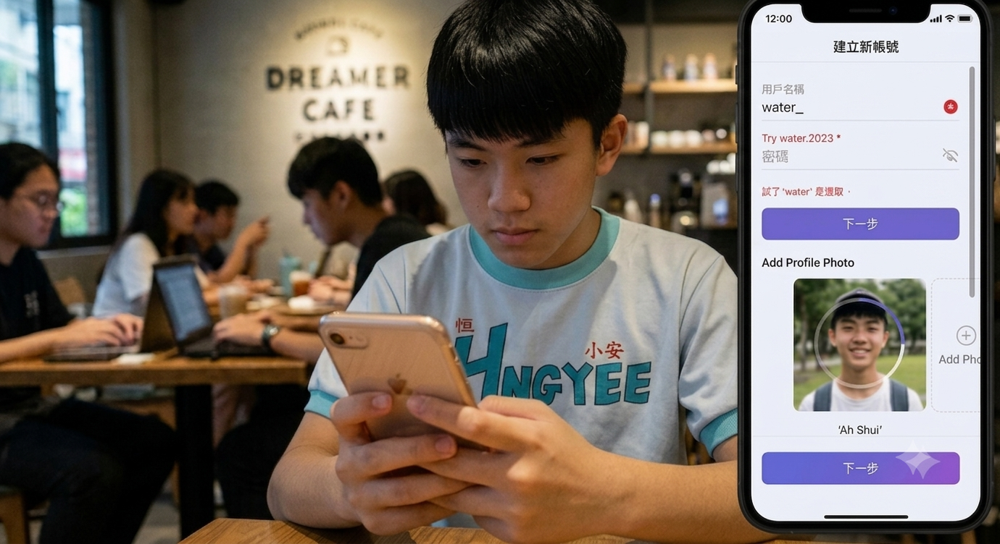 DREAMER
CAFE
恒
小安
HNGYEE
12:00
建立新帳號
用戶名稱
water_
Try water.2023 *
密碼
試了 'water' 是選取 ·
下一步
Add Profile Photo
Add Pho
'Ah Shui'
下一步